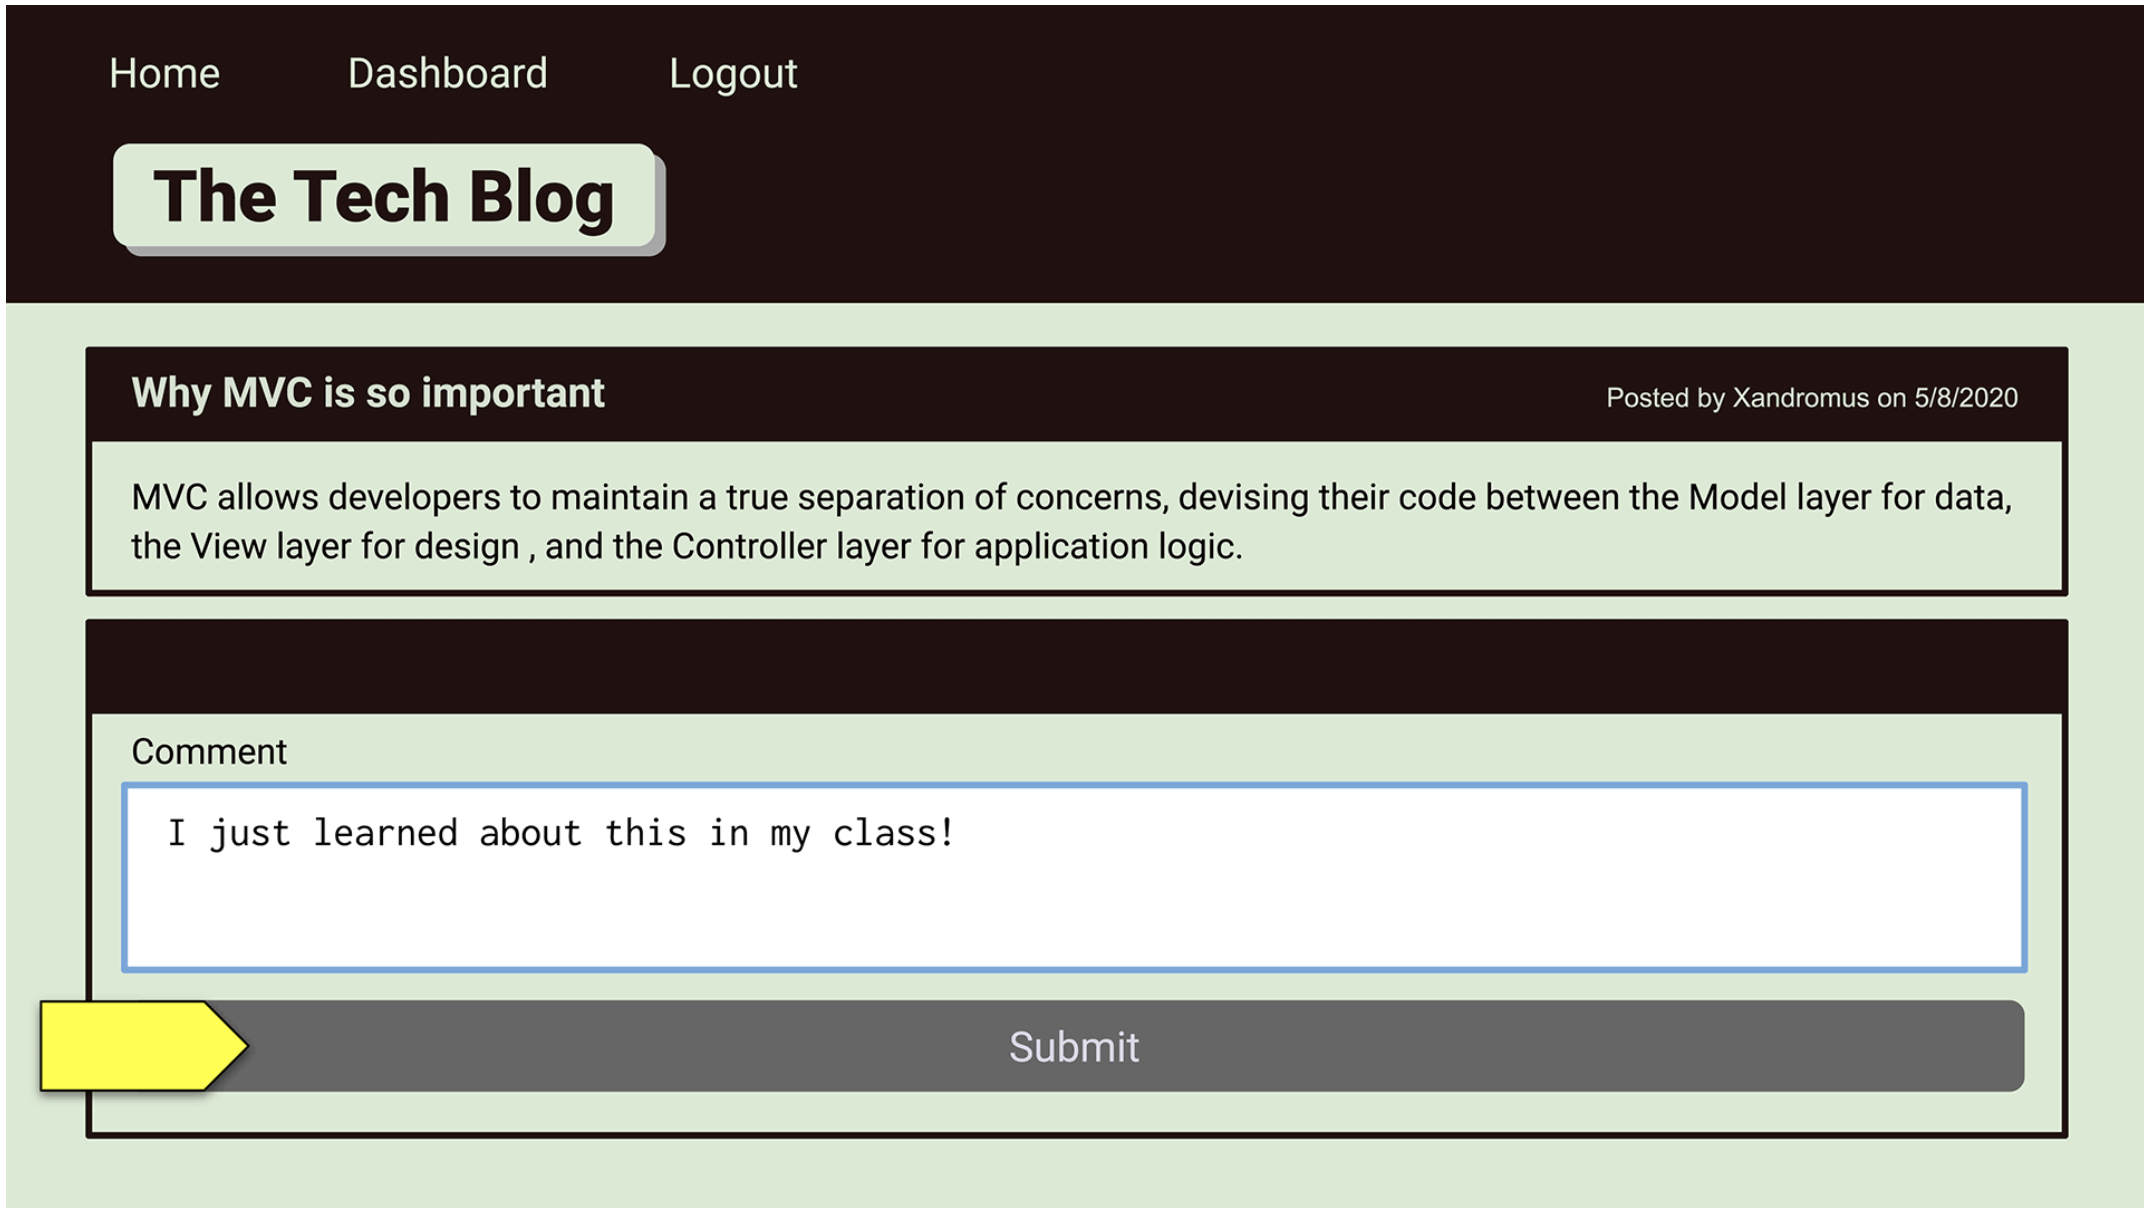 Home Dashboard Logout
The Tech Blog
Why MVC is so important
Posted by Xandromus on 5/8/2020
MVC allows developers to maintain a true separation of concerns, devising their code between the Model layer for data,
the View layer for design , and the Controller layer for application logic.
Comment
I just learned about this in my class!
Submit